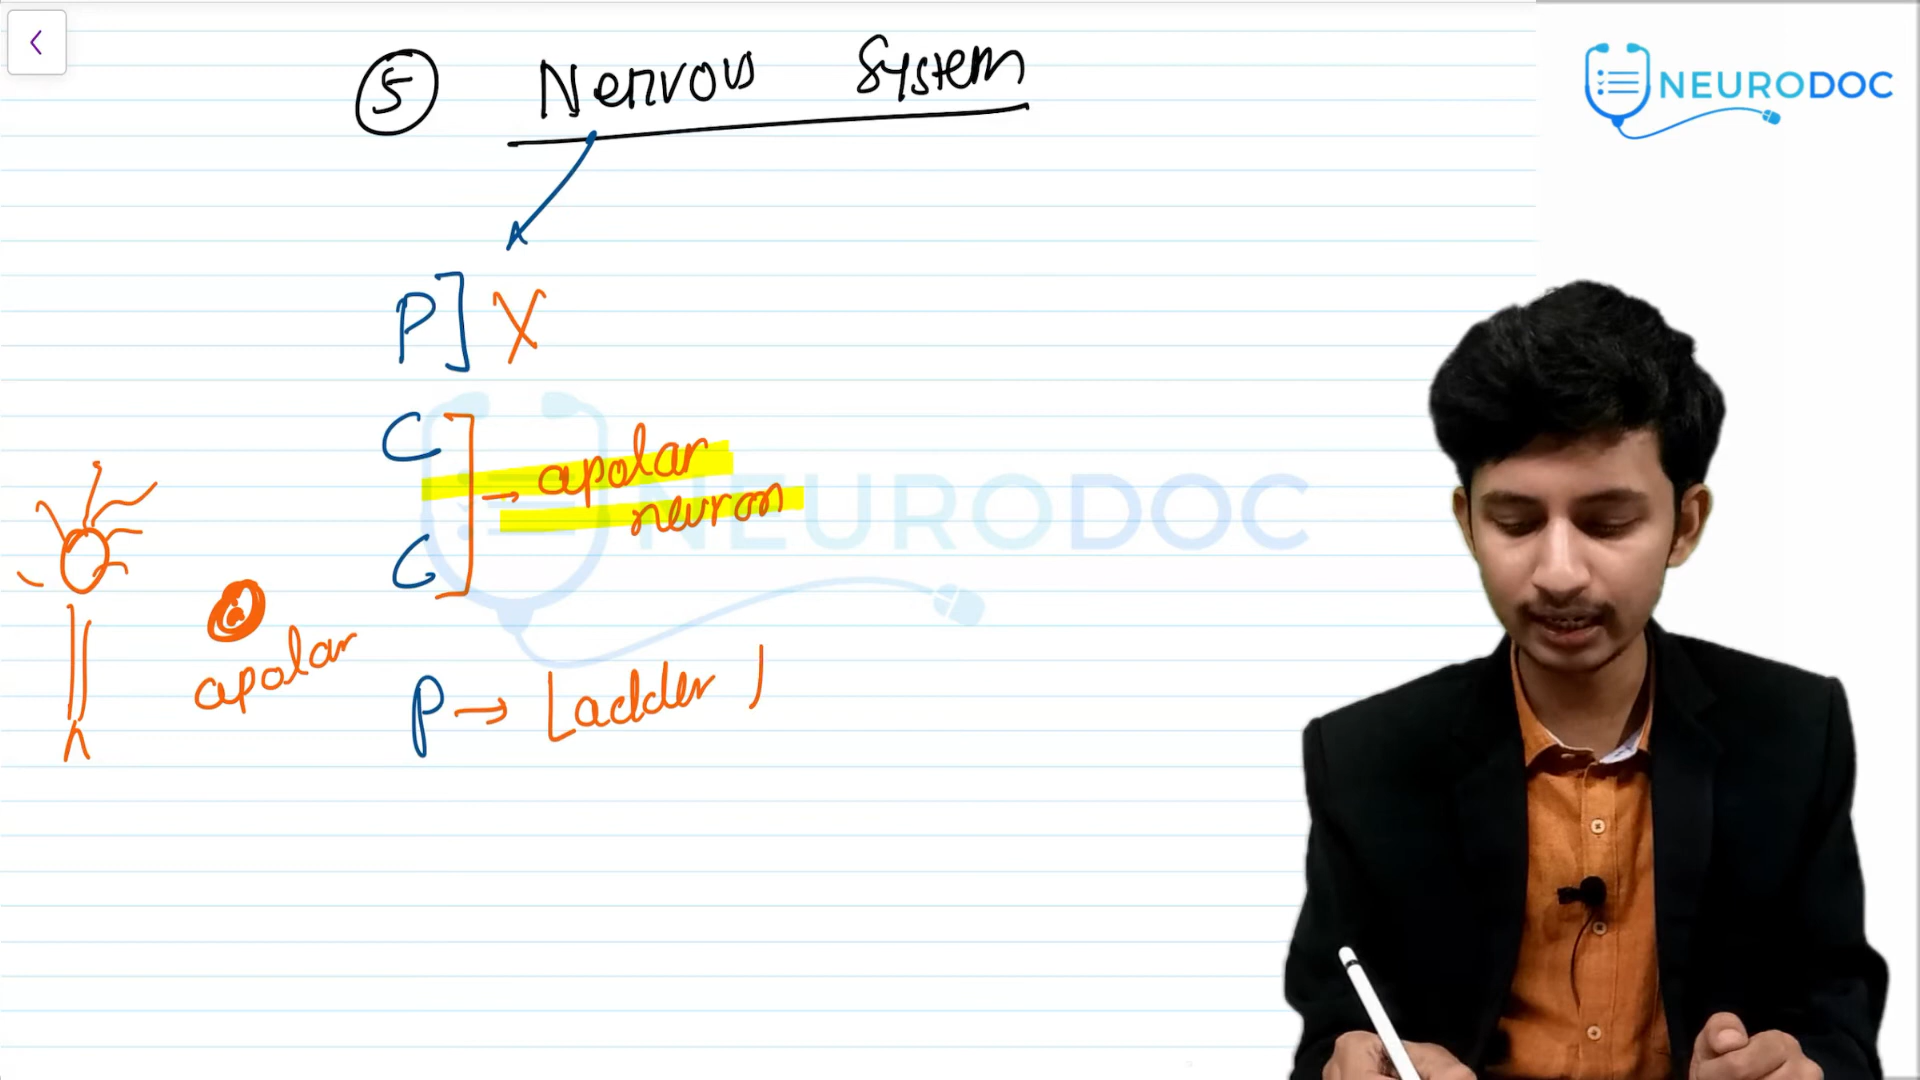 5 Nervous System
NEURODOC
P] X
C
→ apolar
neuron
NEURODOC
C
apolar
P → Ladder